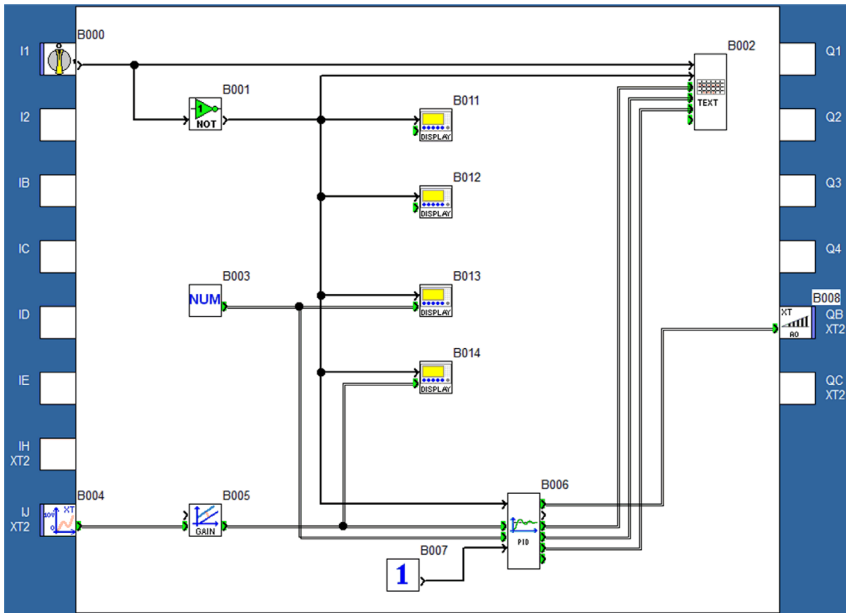 B000
B002
I1
Q1
TEXT
B001
1
NOT
B011
DISPLAY
I2
Q2
B012
DISPLAY
IB
Q3
IC
Q4
B003
NUM
B013
DISPLAY
B008
XT
AO
ID
QB
XT2
B014
DISPLAY
IE
QC
XT2
IH
XT2
B004
XT
10V
0
IJ
XT2
B005
GAIN
B006
PID
B007
1